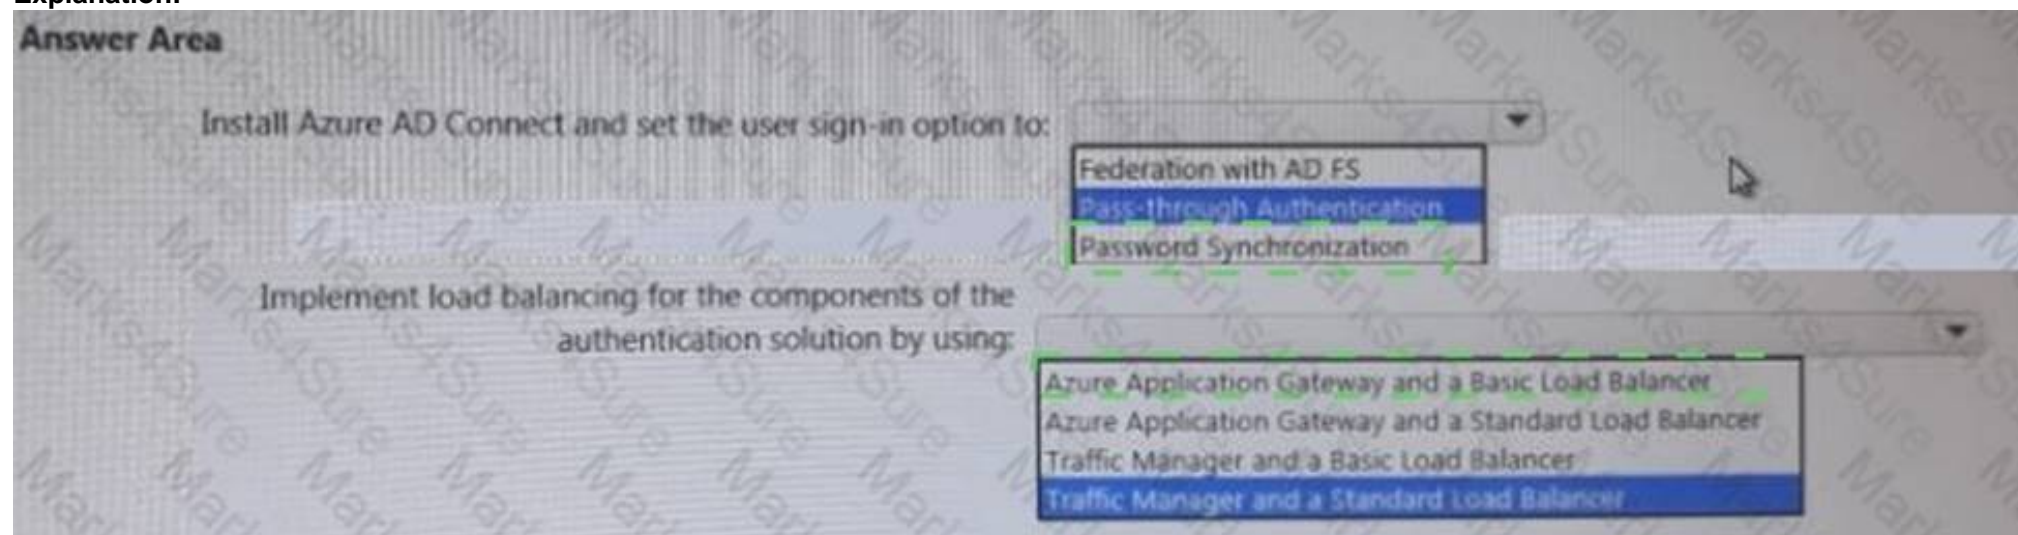 Explanation:
Answer Area
Install Azure AD Connect and set the user sign-in option to:
Federation with AD FS
Pass-through Authentication
Password Synchronization
Implement load balancing for the components of the
authentication solution by using:
Azure Application Gateway and a Basic Load Balancer
Azure Application Gateway and a Standard Load Balancer
Traffic Manager and a Basic Load Balancer
Traffic Manager and a Standard Load Balancer
Marks4Sure